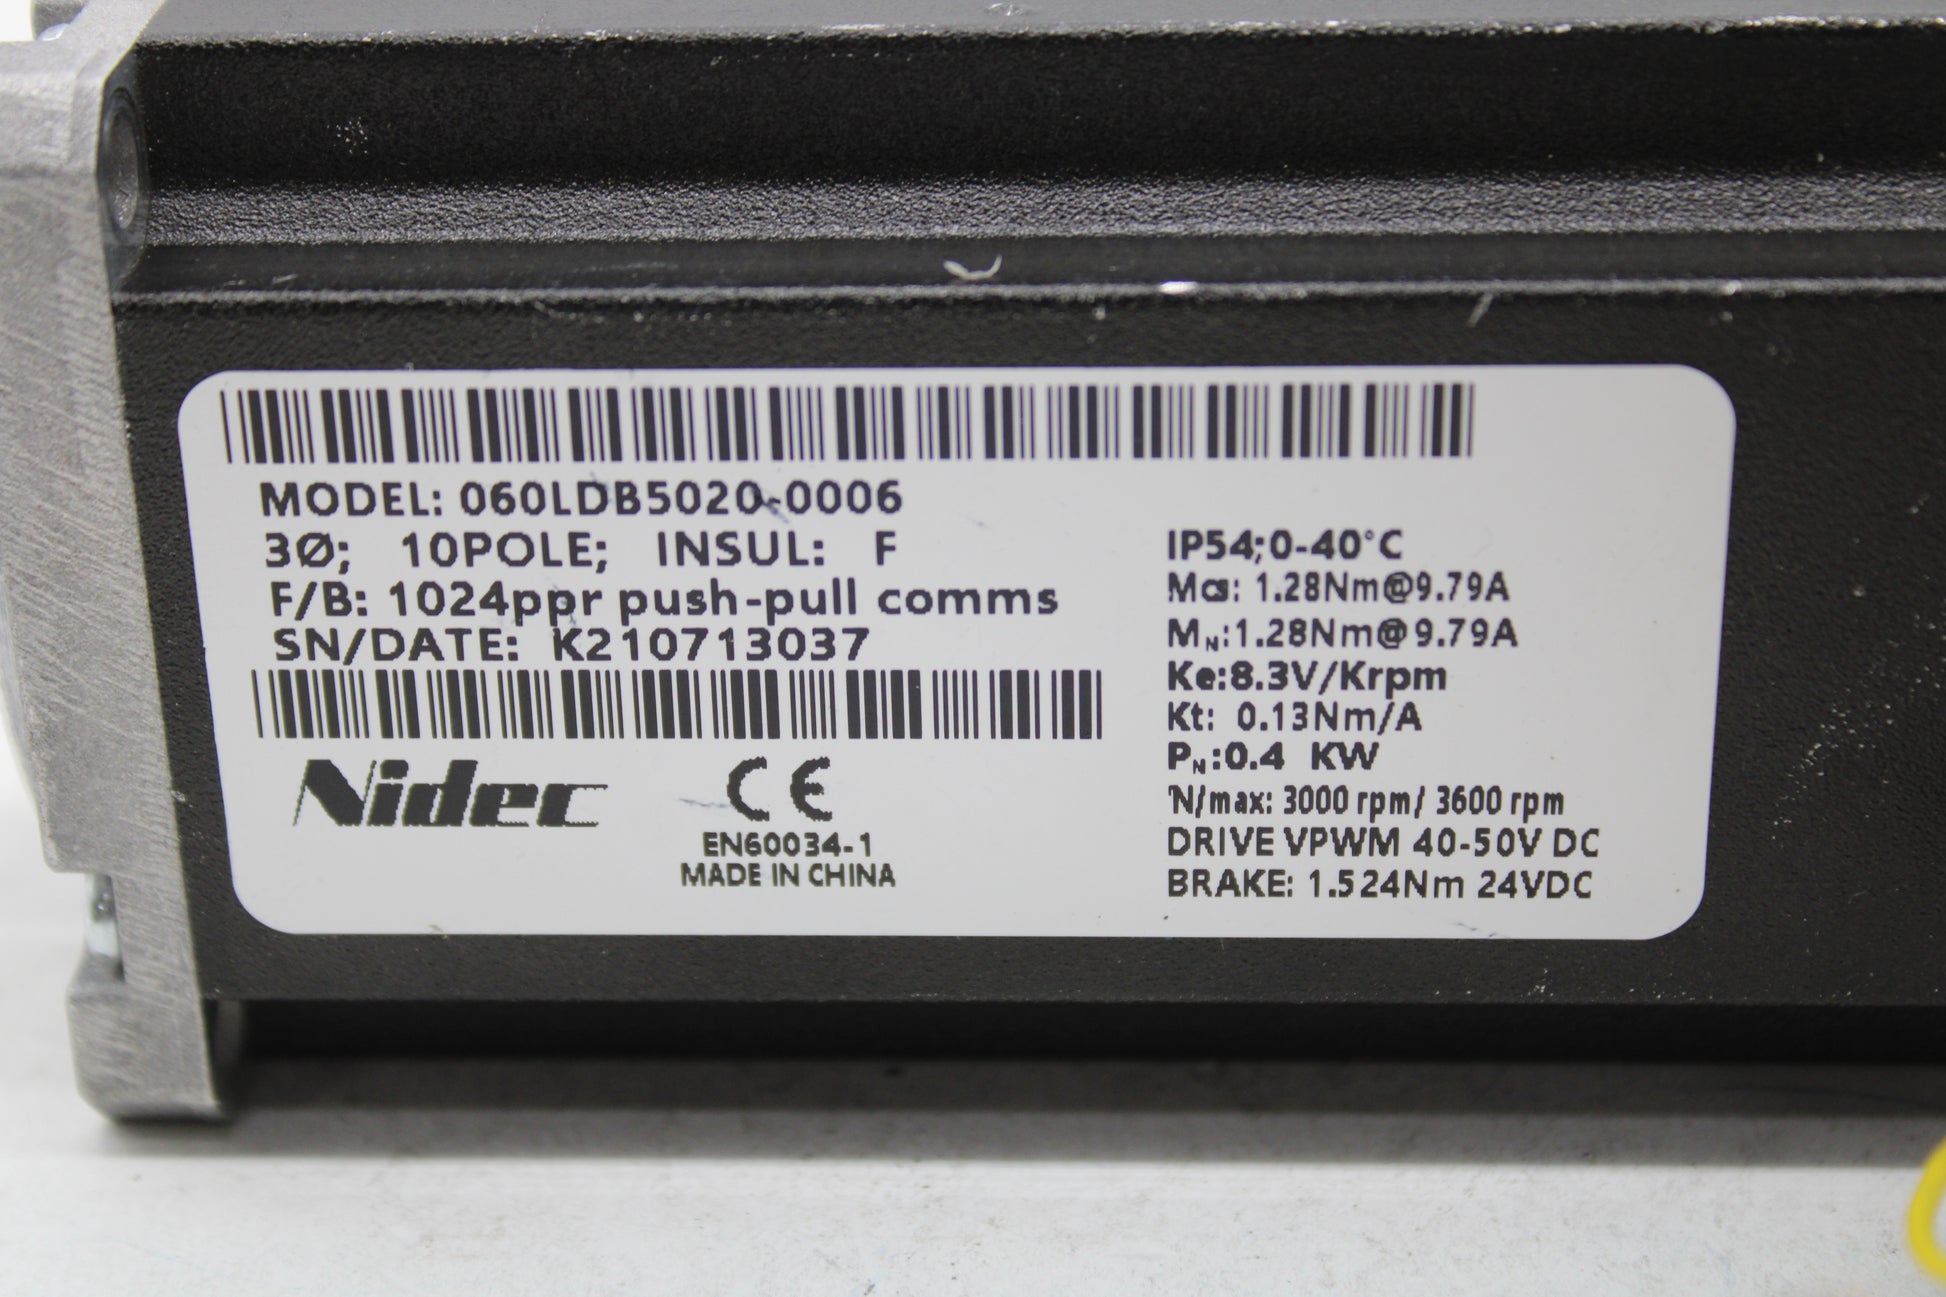 MODEL: 060LDB5020-0006
3Ø; 10POLE; INSUL: F
F/B: 1024ppr push-pull comms
SN/DATE: K210713037
Nidec
CE
EN60034-1
MADE IN CHINA
IP54;0-40°C
Mcs: 1.28Nm@9.79A
MN:1.28Nm@9.79A
Ke:8.3V/Krpm
Kt: 0.13Nm/A
PN:0.4 KW
N/max: 3000 rpm/ 3600 rpm
DRIVE VPWM 40-50V DC
BRAKE: 1.524Nm 24VDC